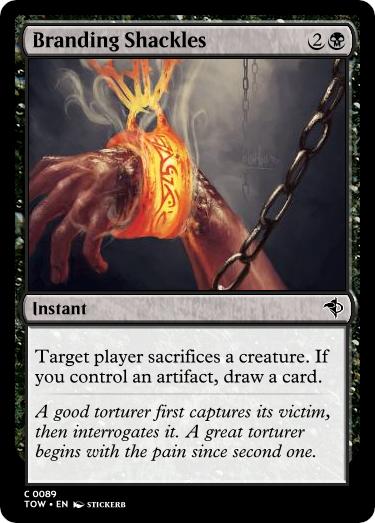 Branding Shackles 2
Instant
Target player sacrifices a creature. If
you control an artifact, draw a card.
A good torturer first captures its victim,
then interrogates it. A great torturer
begins with the pain since second one.
C 0089
TOW • EN STICKERB